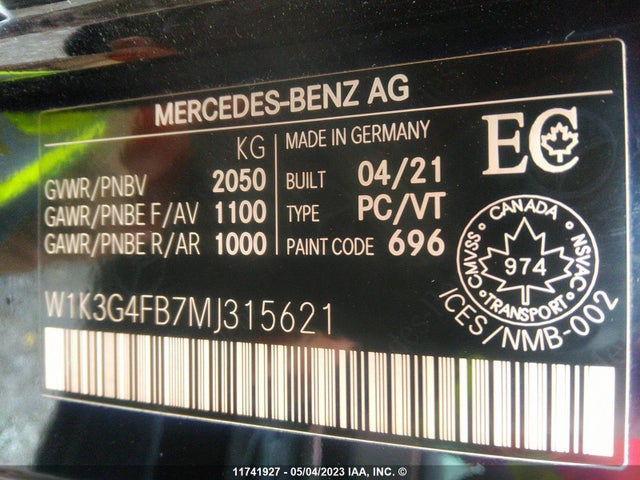 MERCEDES-BENZ AG
KG
GVWR/PNBV 2050
GAWR/PNBE F/AV 1100
GAWR/PNBE R/AR 1000
MADE IN GERMANY
BUILT 04/21
TYPE PC/VT
PAINT CODE 696
EC
CANADA
CMVSS 974 NSVAC
TRANSPORT
ICES/NMB-002
W1K3G4FB7MJ315621
11741927 - 05/04/2023 IAA, INC. ©